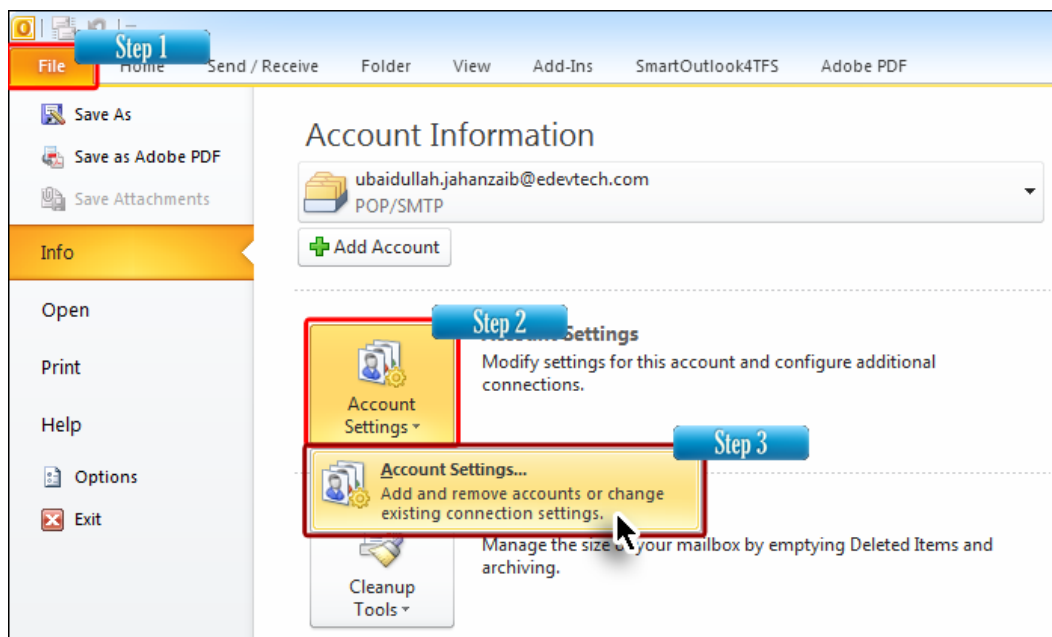 Step 1
File Home Send / Receive Folder View Add-Ins SmartOutlook4TFS Adobe PDF
Save As
Save as Adobe PDF
Save Attachments
Info
Open
Print
Help
Options
Exit
Account Information
ubaidullah.jahanzaib@edevtech.com
POP/SMTP
Add Account
Step 2
Account
Settings
Settings
Modify settings for this account and configure additional
connections.
Step 3
Account Settings...
Add and remove accounts or change
existing connection settings.
Cleanup
Tools
Manage the size of your mailbox by emptying Deleted Items and
archiving.